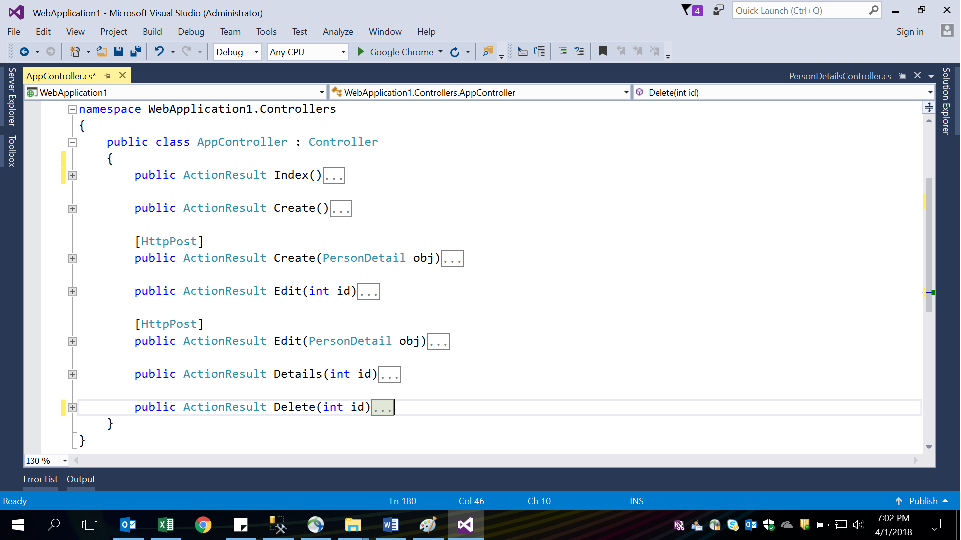 WebApplication1 - Microsoft Visual Studio (Administrator)
4
Quick Launch (Ctrl+Q)
File Edit View Project Build Debug Team Tools Test Analyze Window Help
Sign in
Debug Any CPU Google Chrome
Server Explorer
Toolbox
Solution Explorer
AppController.cs*
PersonDetailsController.cs
WebApplication1
WebApplication1.Controllers.AppController
Delete(int id)
namespace WebApplication1.Controllers
{
public class AppController : Controller
{
public ActionResult Index()...
public ActionResult Create()...
[HttpPost]
public ActionResult Create(PersonDetail obj)...
public ActionResult Edit(int id)...
[HttpPost]
public ActionResult Edit(PersonDetail obj)...
public ActionResult Details(int id)...
public ActionResult Delete(int id)...
}
}
130 %
Error List Output
Ready Ln 180 Col 46 Ch 10 INS Publish
7:02 PM
4/1/2018